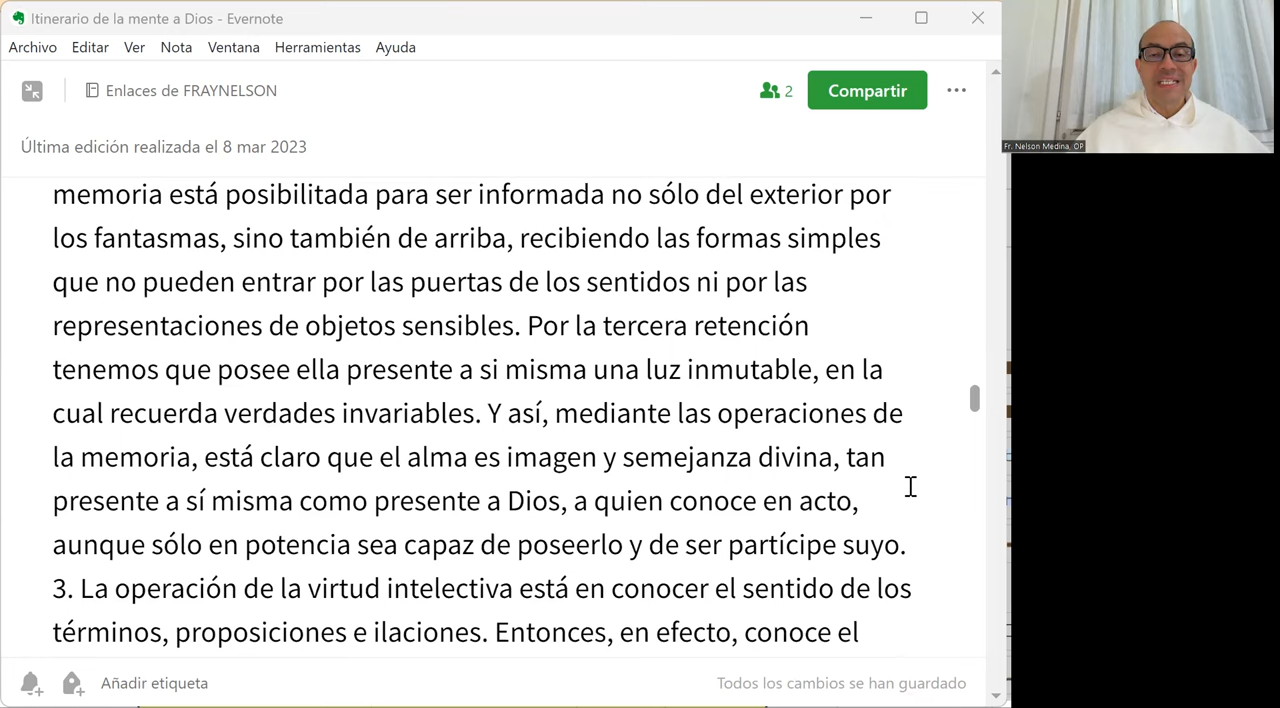 Itinerario de la mente a Dios - Evernote
Archivo Editar Ver Nota Ventana Herramientas Ayuda
Enlaces de FRAYNELSON
2
Compartir
Última edición realizada el 8 mar 2023
memoria está posibilitada para ser informada no sólo del exterior por
los fantasmas, sino también de arriba, recibiendo las formas simples
que no pueden entrar por las puertas de los sentidos ni por las
representaciones de objetos sensibles. Por la tercera retención
tenemos que posee ella presente a si misma una luz inmutable, en la
cual recuerda verdades invariables. Y así, mediante las operaciones de
la memoria, está claro que el alma es imagen y semejanza divina, tan
presente a sí misma como presente a Dios, a quien conoce en acto,
aunque sólo en potencia sea capaz de poseerlo y de ser partícipe suyo.
3. La operación de la virtud intelectiva está en conocer el sentido de los
términos, proposiciones e ilaciones. Entonces, en efecto, conoce el
Añadir etiqueta
Todos los cambios se han guardado
Fr. Nelson Medina, OP